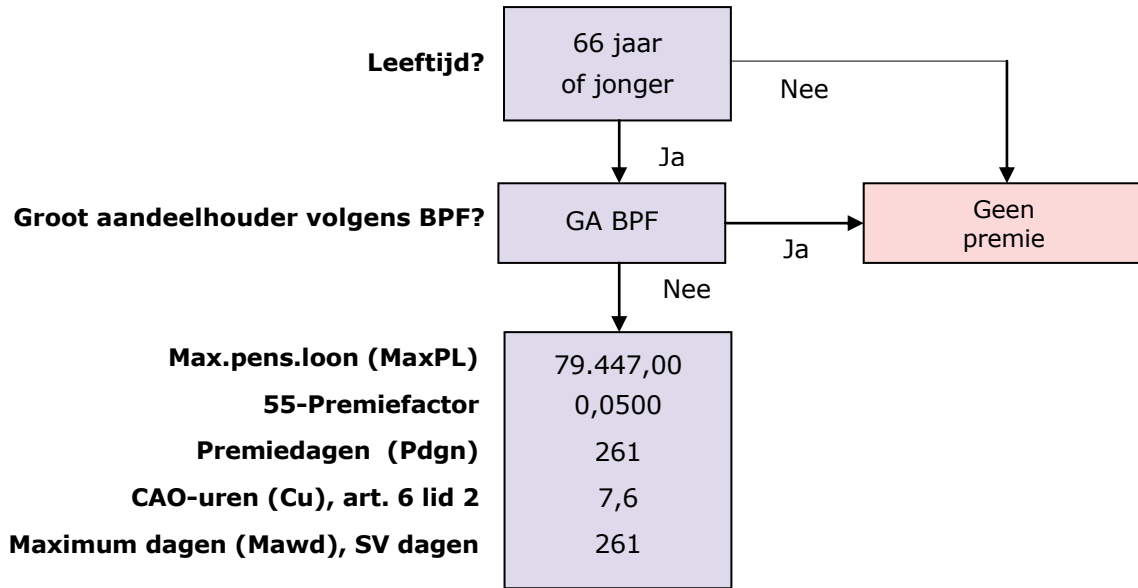 Leeftijd?
66 jaar
of jonger
Nee
Ja
Groot aandeelhouder volgens BPF?
GA BPF
Ja
Geen
premie
Nee
Max.pens.loon (MaxPL)
79.447,00
55-Premiefactor
0,0500
Premiedagen (Pdgn)
261
CAO-uren (Cu), art. 6 lid 2
7,6
Maximum dagen (Mawd), SV dagen
261